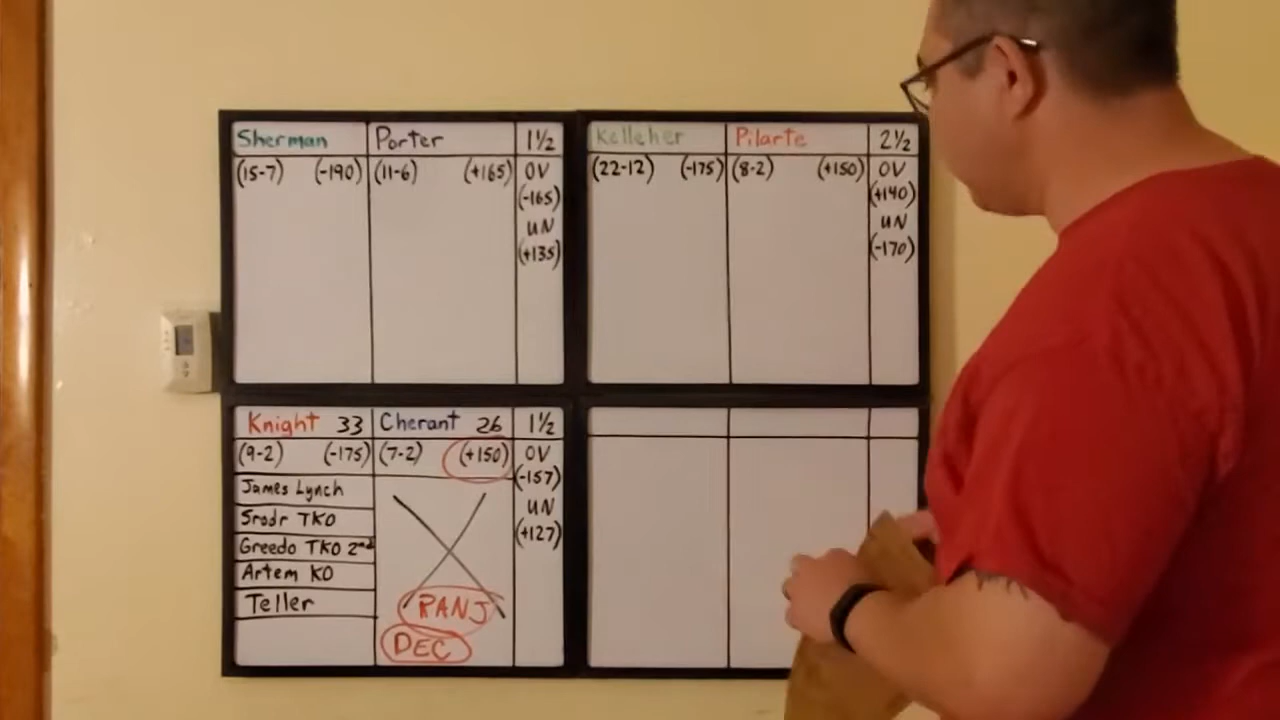 Sherman Porter 1½
(15-7) (-190) (11-6) (+165) OV
(-165)
UN
(+135)
Kelleher Pilarte 2½
(22-12) (-175) (8-2) (+150) OV
(+140)
UN
(-170)
Knight 33 Cherant 26 1½
(9-2) (-175) (7-2) (+150) OV
(-157)
UN
(+127)
James Lynch
Srodr TKO
Greedo TKO 2nd
Artem KO
Teller
RANJ
DEC